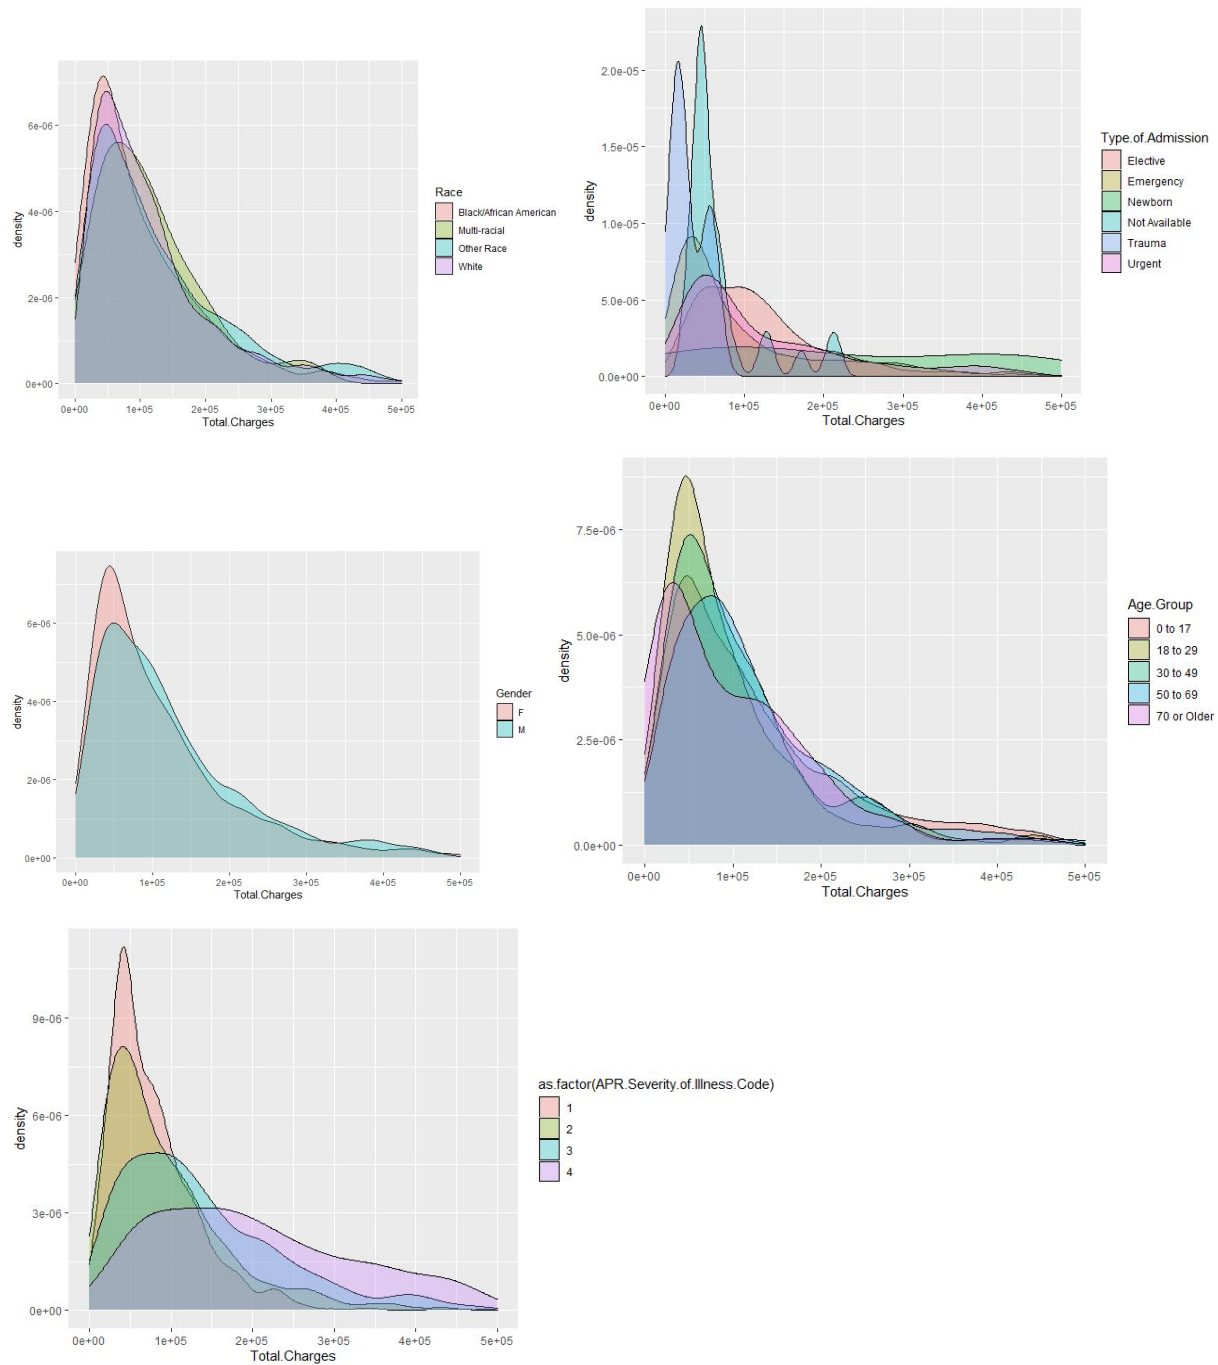 density
6e-06
4e-06
2e-06
0e+00
0e+00 1e+05 2e+05 3e+05 4e+05 5e+05
Total.Charges
Race
Black/African American
Multi-racial
Other Race
White
density
2.0e-05
1.5e-05
1.0e-05
5.0e-06
0.0e+00
0e+00 1e+05 2e+05 3e+05 4e+05 5e+05
Total.Charges
Type.of.Admission
Elective
Emergency
Newborn
Not Available
Trauma
Urgent
density
6e-06
4e-06
2e-06
0e+00
0e+00 1e+05 2e+05 3e+05 4e+05 5e+05
Total.Charges
Gender
F
M
density
7.5e-06
5.0e-06
2.5e-06
0.0e+00
0e+00 1e+05 2e+05 3e+05 4e+05 5e+05
Total.Charges
Age.Group
0 to 17
18 to 29
30 to 49
50 to 69
70 or Older
density
9e-06
6e-06
3e-06
0e+00
0e+00 1e+05 2e+05 3e+05 4e+05 5e+05
Total.Charges
as.factor(APR.Severity.of.Illness.Code)
1
2
3
4